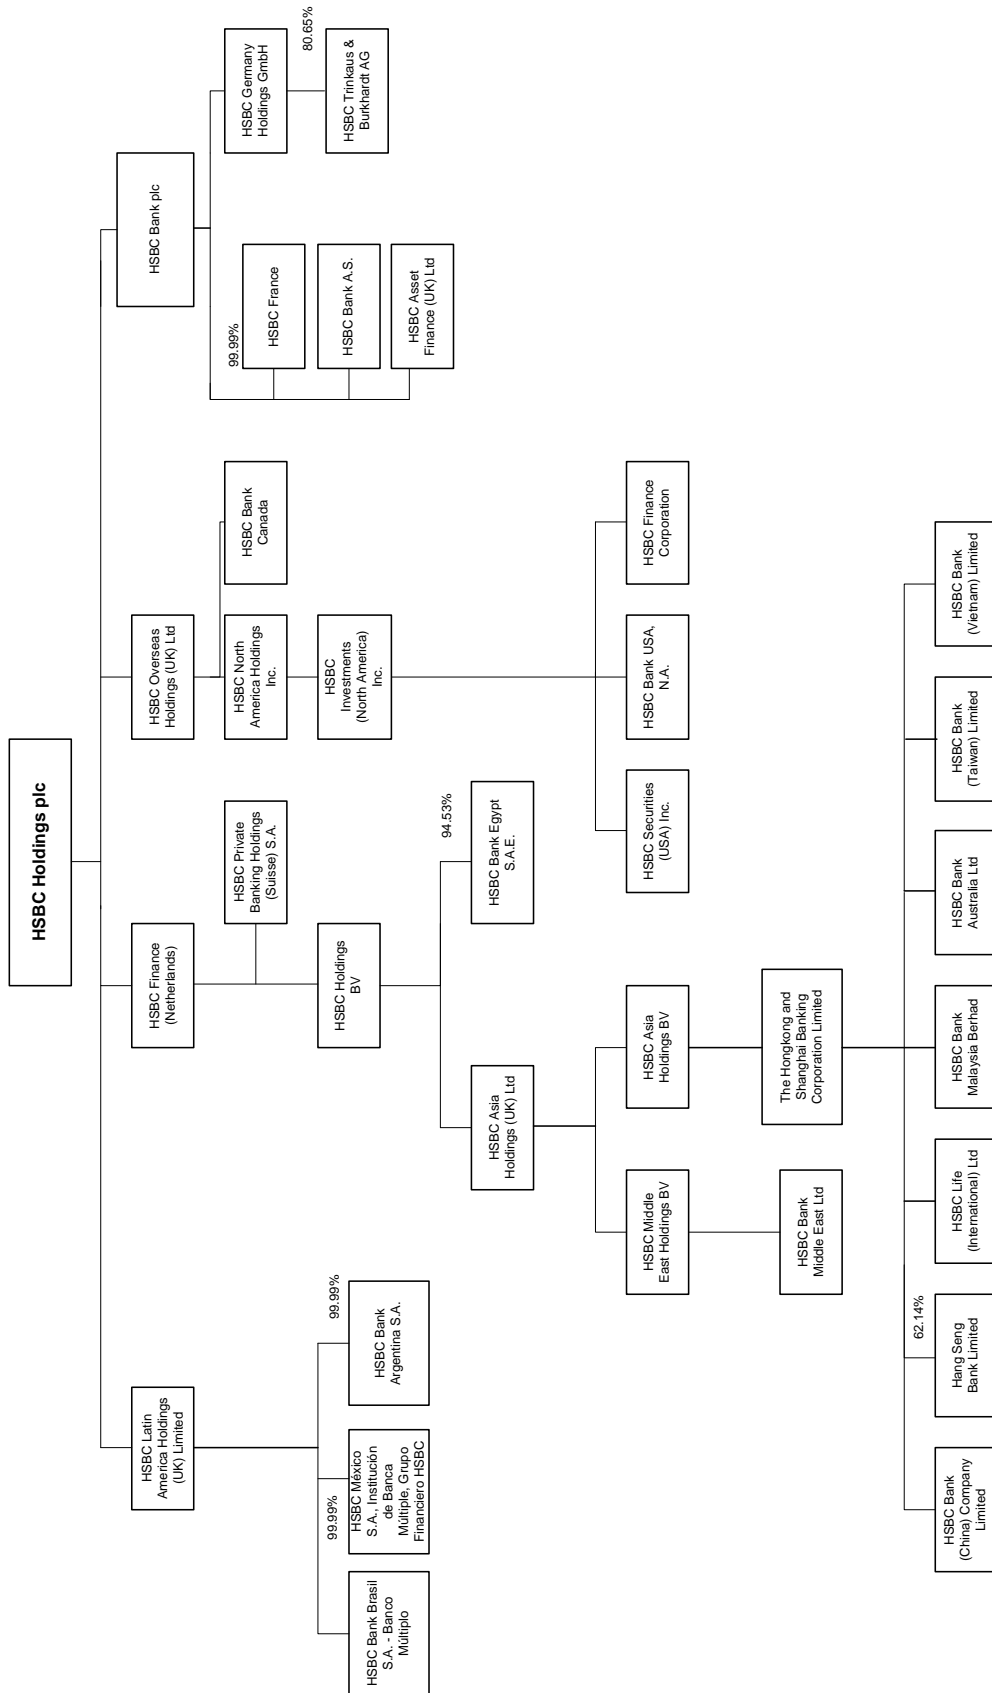 HSBC Holdings plc
HSBC Latin
America Holdings
(UK) Limited
HSBC Finance
(Netherlands)
HSBC Overseas
Holdings (UK) Ltd
HSBC Bank plc
HSBC Private
Banking Holdings
(Suisse) S.A.
HSBC North
America Holdings
Inc.
HSBC Bank
Canada
99.99%
HSBC France
HSBC Germany
Holdings GmbH
80.65%
HSBC Bank A.S.
HSBC Trinkaus &
Burkhardt AG
HSBC Asset
Finance (UK) Ltd
99.99%
99.99%
HSBC Bank Brasil
S.A. - Banco
Múltiplo
HSBC México
S.A., Institución
de Banca
Múltiple, Grupo
Financiero HSBC
HSBC Bank
Argentina S.A.
HSBC Holdings
BV
HSBC
Investments
(North America)
Inc.
94.53%
HSBC Asia
Holdings (UK) Ltd
HSBC Bank Egypt
S.A.E.
HSBC Middle
East Holdings BV
HSBC Asia
Holdings BV
HSBC Securities
(USA) Inc.
HSBC Bank USA,
N.A.
HSBC Finance
Corporation
HSBC Bank
Middle East Ltd
The Hongkong and
Shanghai Banking
Corporation Limited
62.14%
HSBC Bank
(China) Company
Limited
Hang Seng
Bank Limited
HSBC Life
(International) Ltd
HSBC Bank
Malaysia Berhad
HSBC Bank
Australia Ltd
HSBC Bank
(Taiwan) Limited
HSBC Bank
(Vietnam) Limited